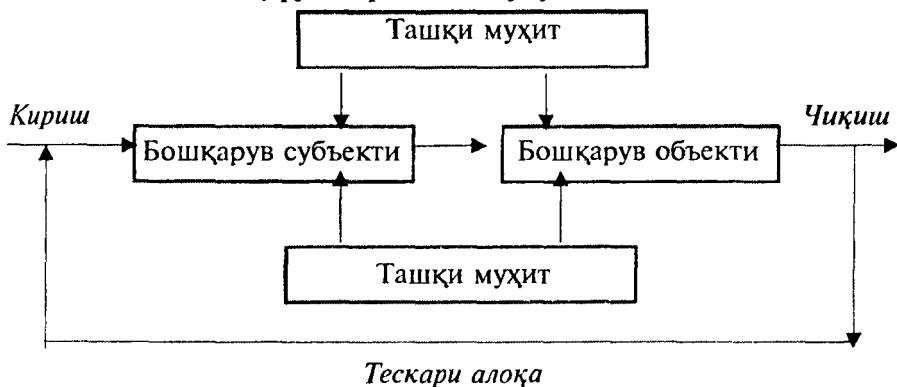 Ташқи муҳит
Кириш
Чиқиш
Бошқарув субъекти
Бошқарув объекти
Ташқи муҳит
Тескари алоқа